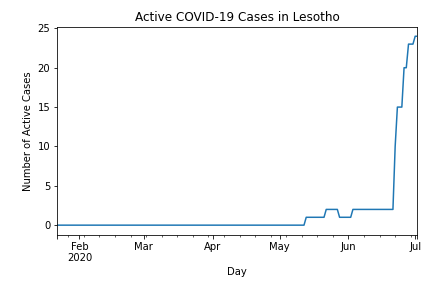 Active COVID-19 Cases in Lesotho
Number of Active Cases
25
20
15
10
5
0
Feb
2020
Mar
Apr
May
Jun
Jul
Day